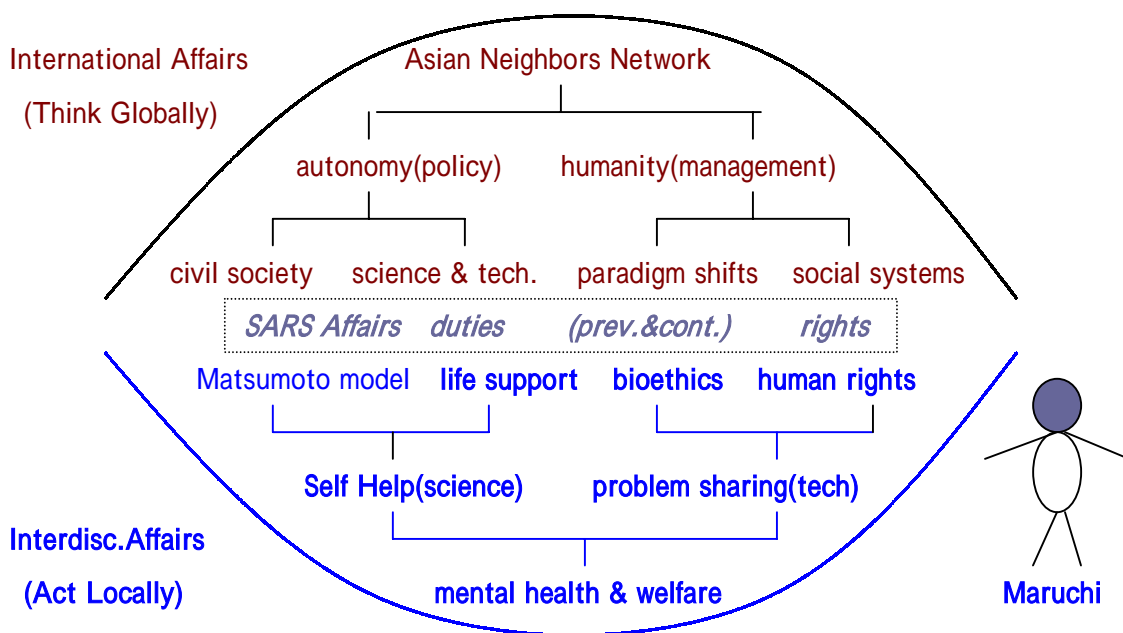 International Affairs
Asian Neighbors Network
(Think Globally)
autonomy(policy)
humanity(management)
civil society
science & tech.
paradigm shifts
social systems
SARS Affairs duties (prev.&cont.) rights
Matsumoto model
life support
bioethics
human rights
Self Help(science)
problem sharing(tech)
Interdisc.Affairs
(Act Locally)
mental health & welfare
Maruchi